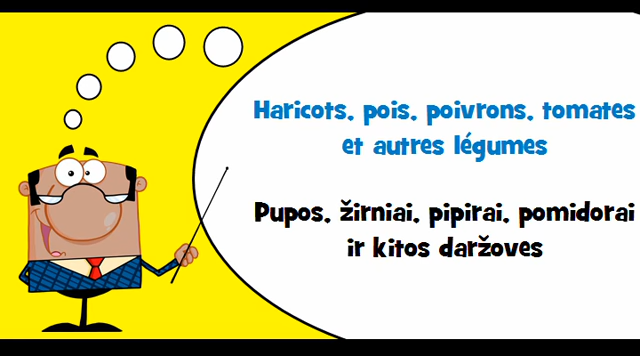 Haricots, pois, poivrons, tomates
et autres légumes
Pupos, žirniai, pipirai, pomidorai
ir kitos daržoves